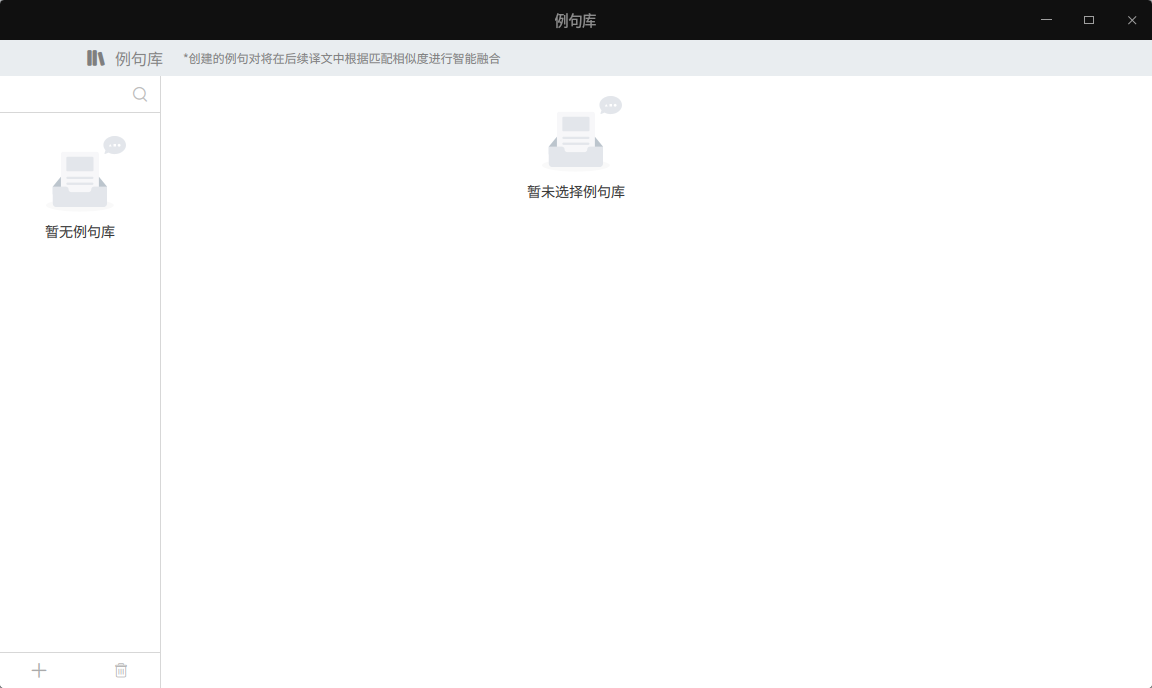 例句库
例句库 *创建的例句对将在后续译文中根据匹配相似度进行智能融合
暂未选择例句库
暂无例句库